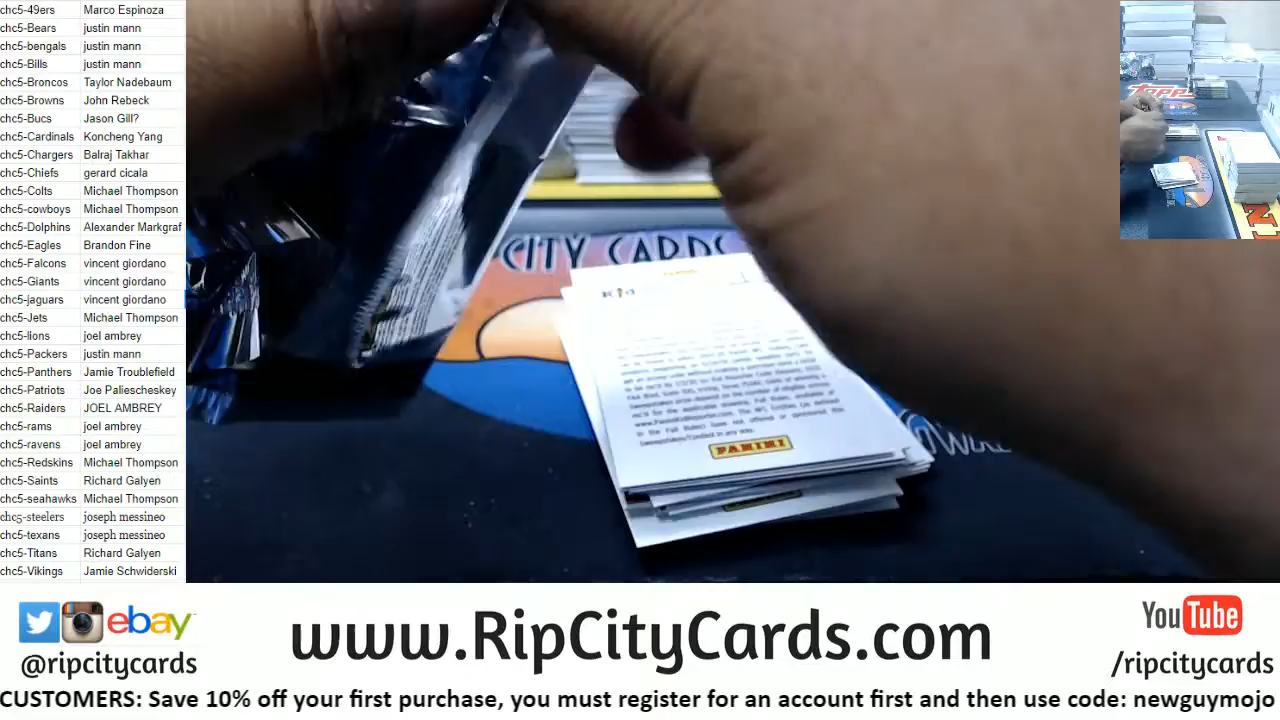 chc5-49ers Marco Espinoza
chc5-Bears justin mann
chc5-bengals justin mann
chc5-Bills justin mann
chc5-Broncos Taylor Nadebaum
chc5-Browns John Rebeck
chc5-Bucs Jason Gill?
chc5-Cardinals Koncheng Yang
chc5-Chargers Balraj Takhar
chc5-Chiefs gerard cicala
chc5-Colts Michael Thompson
chc5-cowboys Michael Thompson
chc5-Dolphins Alexander Markgraf
chc5-Eagles Brandon Fine
chc5-Falcons vincent giordano
chc5-Giants vincent giordano
chc5-jaguars vincent giordano
chc5-Jets Michael Thompson
chc5-lions joel ambrey
chc5-Packers justin mann
chc5-Panthers Jamie Troublefield
chc5-Patriots Joe Paliescheskey
chc5-Raiders JOEL AMBREY
chc5-rams joel ambrey
chc5-ravens joel ambrey
chc5-Redskins Michael Thompson
chc5-Saints Richard Galyen
chc5-seahawks Michael Thompson
chc5-steelers joseph messineo
chc5-texans joseph messineo
chc5-Titans Richard Galyen
chc5-Vikings Jamie Schwiderski
CITY CARDS
PANINI
TOPPS
ebay
@ripcitycards
www.RipCityCards.com
YouTube
/ripcitycards
CUSTOMERS: Save 10% off your first purchase, you must register for an account first and then use code: newguymojo